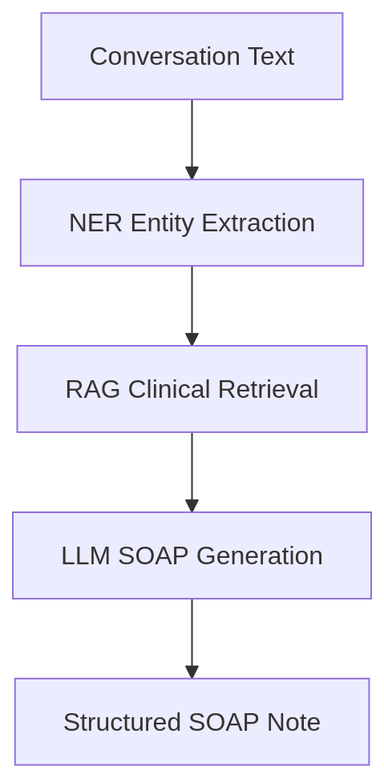 Conversation Text
NER Entity Extraction
RAG Clinical Retrieval
LLM SOAP Generation
Structured SOAP Note